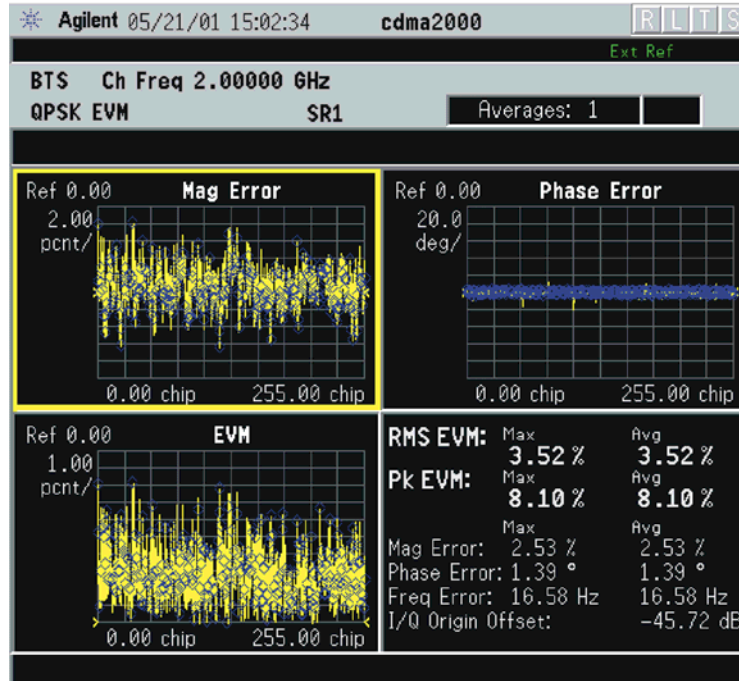 Agilent 05/21/01 15:02:34 cdma2000 R L T S
Ext Ref
BTS Ch Freq 2.00000 GHz
QPSK EVM SR1 Averages: 1
Ref 0.00 Mag Error
2.00
pcnt/
0.00 chip 255.00 chip
Ref 0.00 Phase Error
20.0
deg/
0.00 chip 255.00 chip
Ref 0.00 EVM
1.00
pcnt/
0.00 chip 255.00 chip
Max Avg
RMS EVM: 3.52 % 3.52 %
Max Avg
Pk EVM: 8.10 % 8.10 %
Max Avg
Mag Error: 2.53 % 2.53 %
Phase Error: 1.39 ° 1.39 °
Freq Error: 16.58 Hz 16.58 Hz
I/Q Origin Offset: -45.72 dB